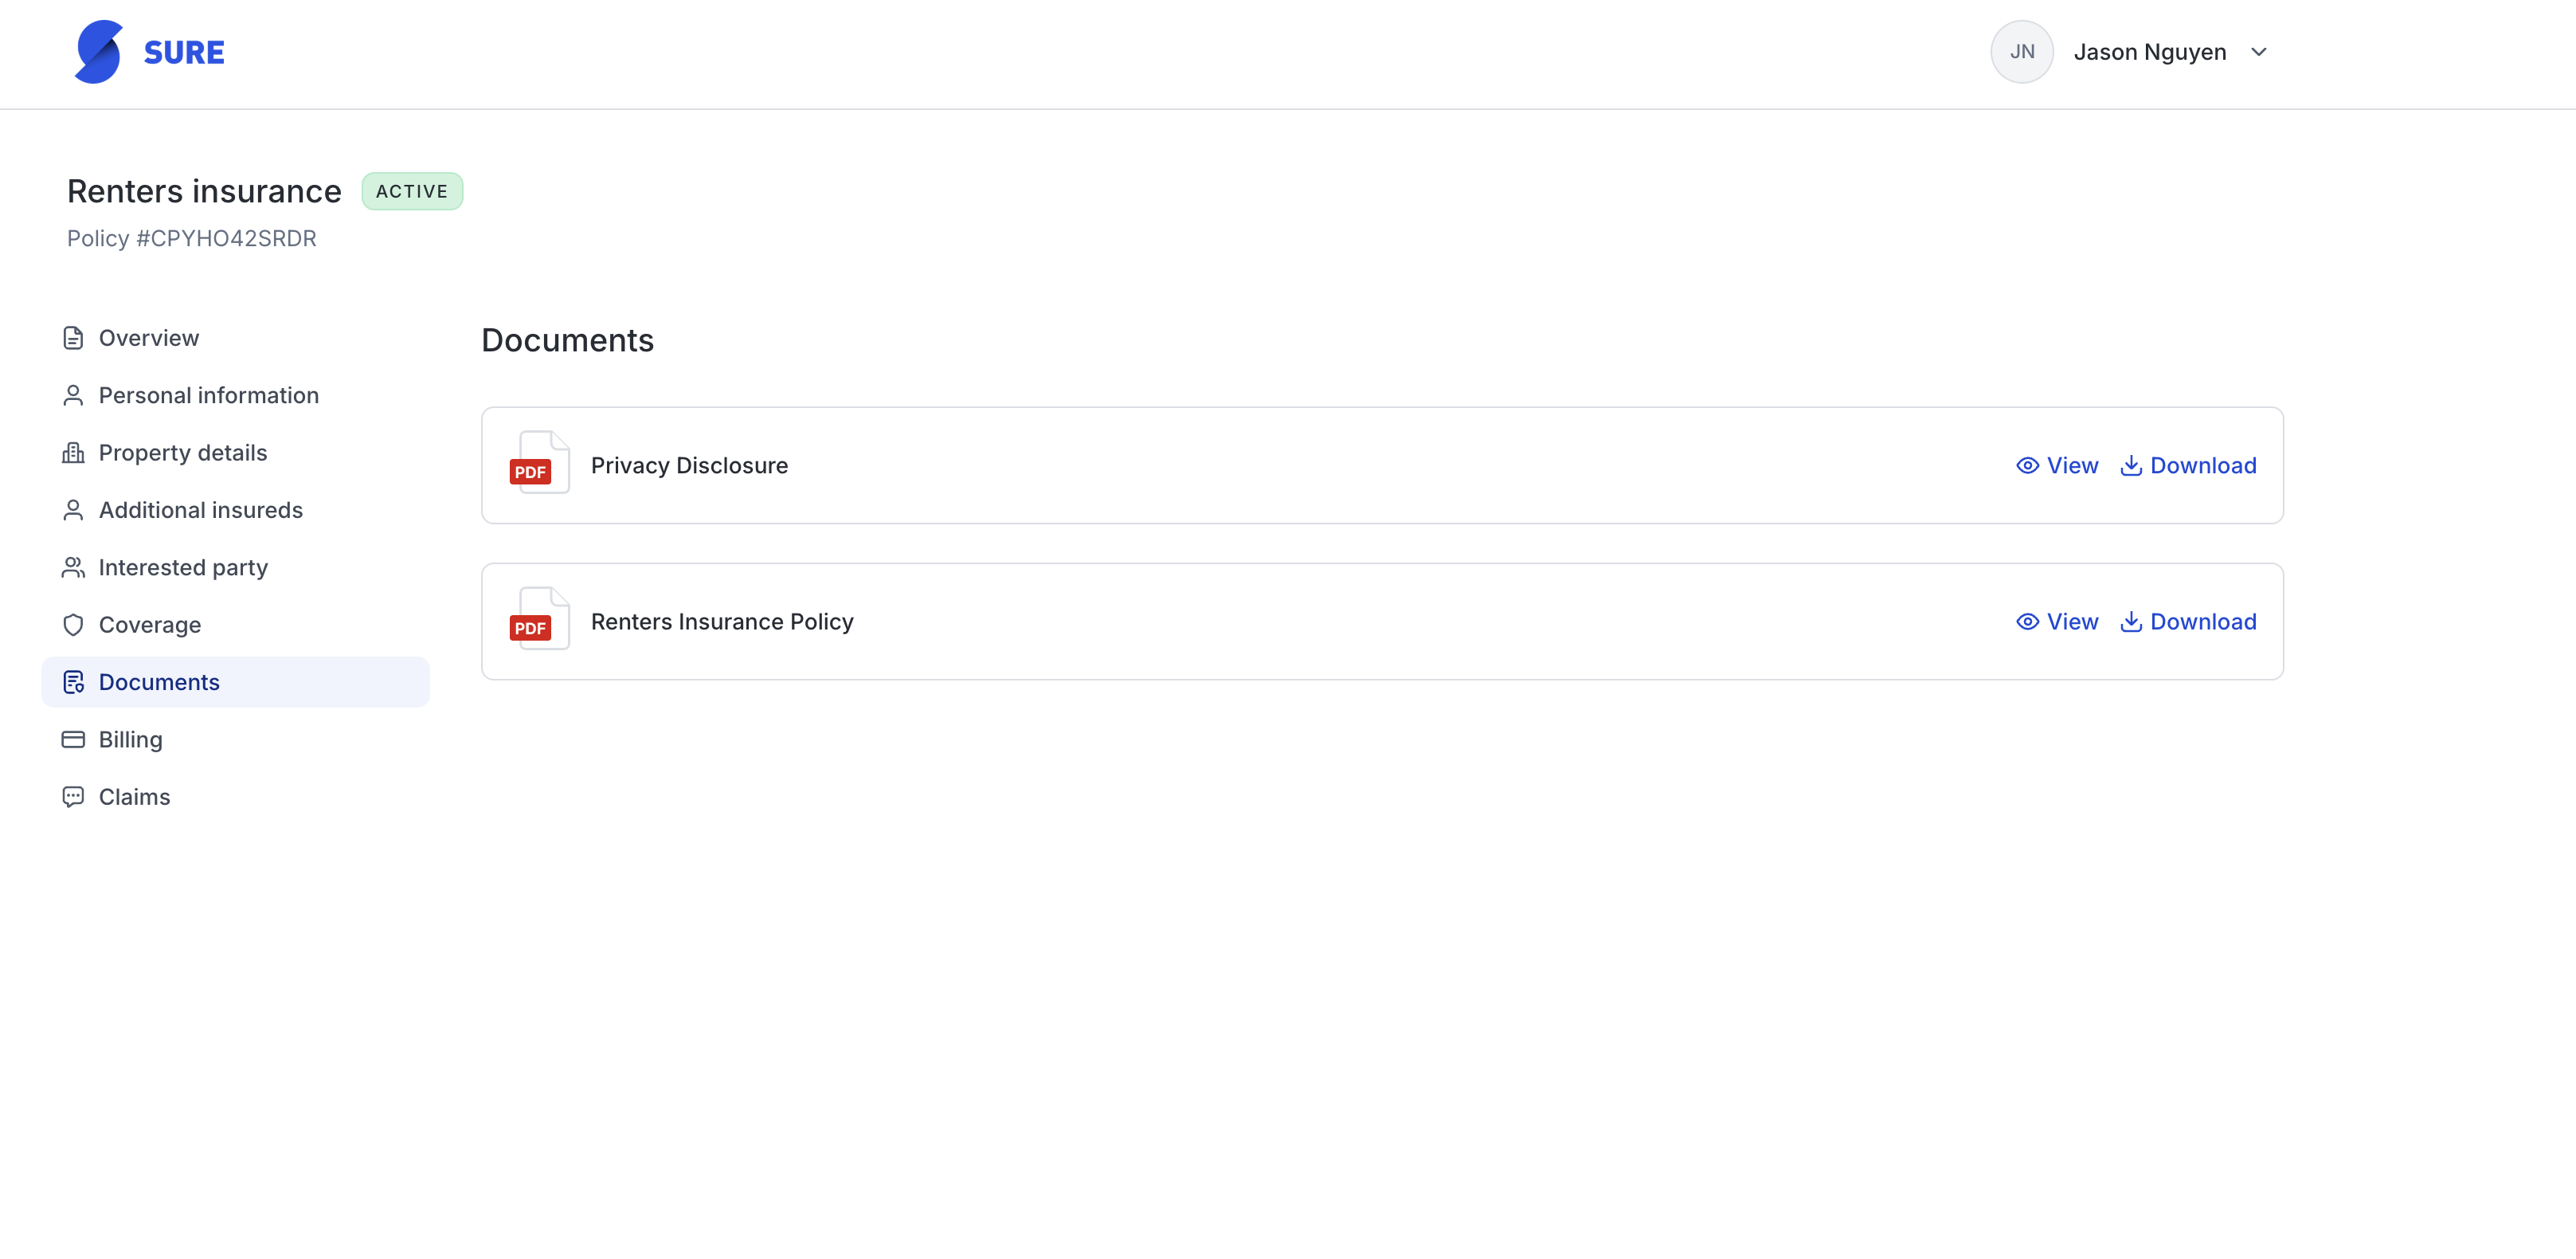 SURE
JN Jason Nguyen
Renters insurance ACTIVE
Policy #CPYHO42SRDR
Overview
Personal information
Property details
Additional insureds
Interested party
Coverage
Documents
Billing
Claims
Documents
PDF Privacy Disclosure View Download
PDF Renters Insurance Policy View Download